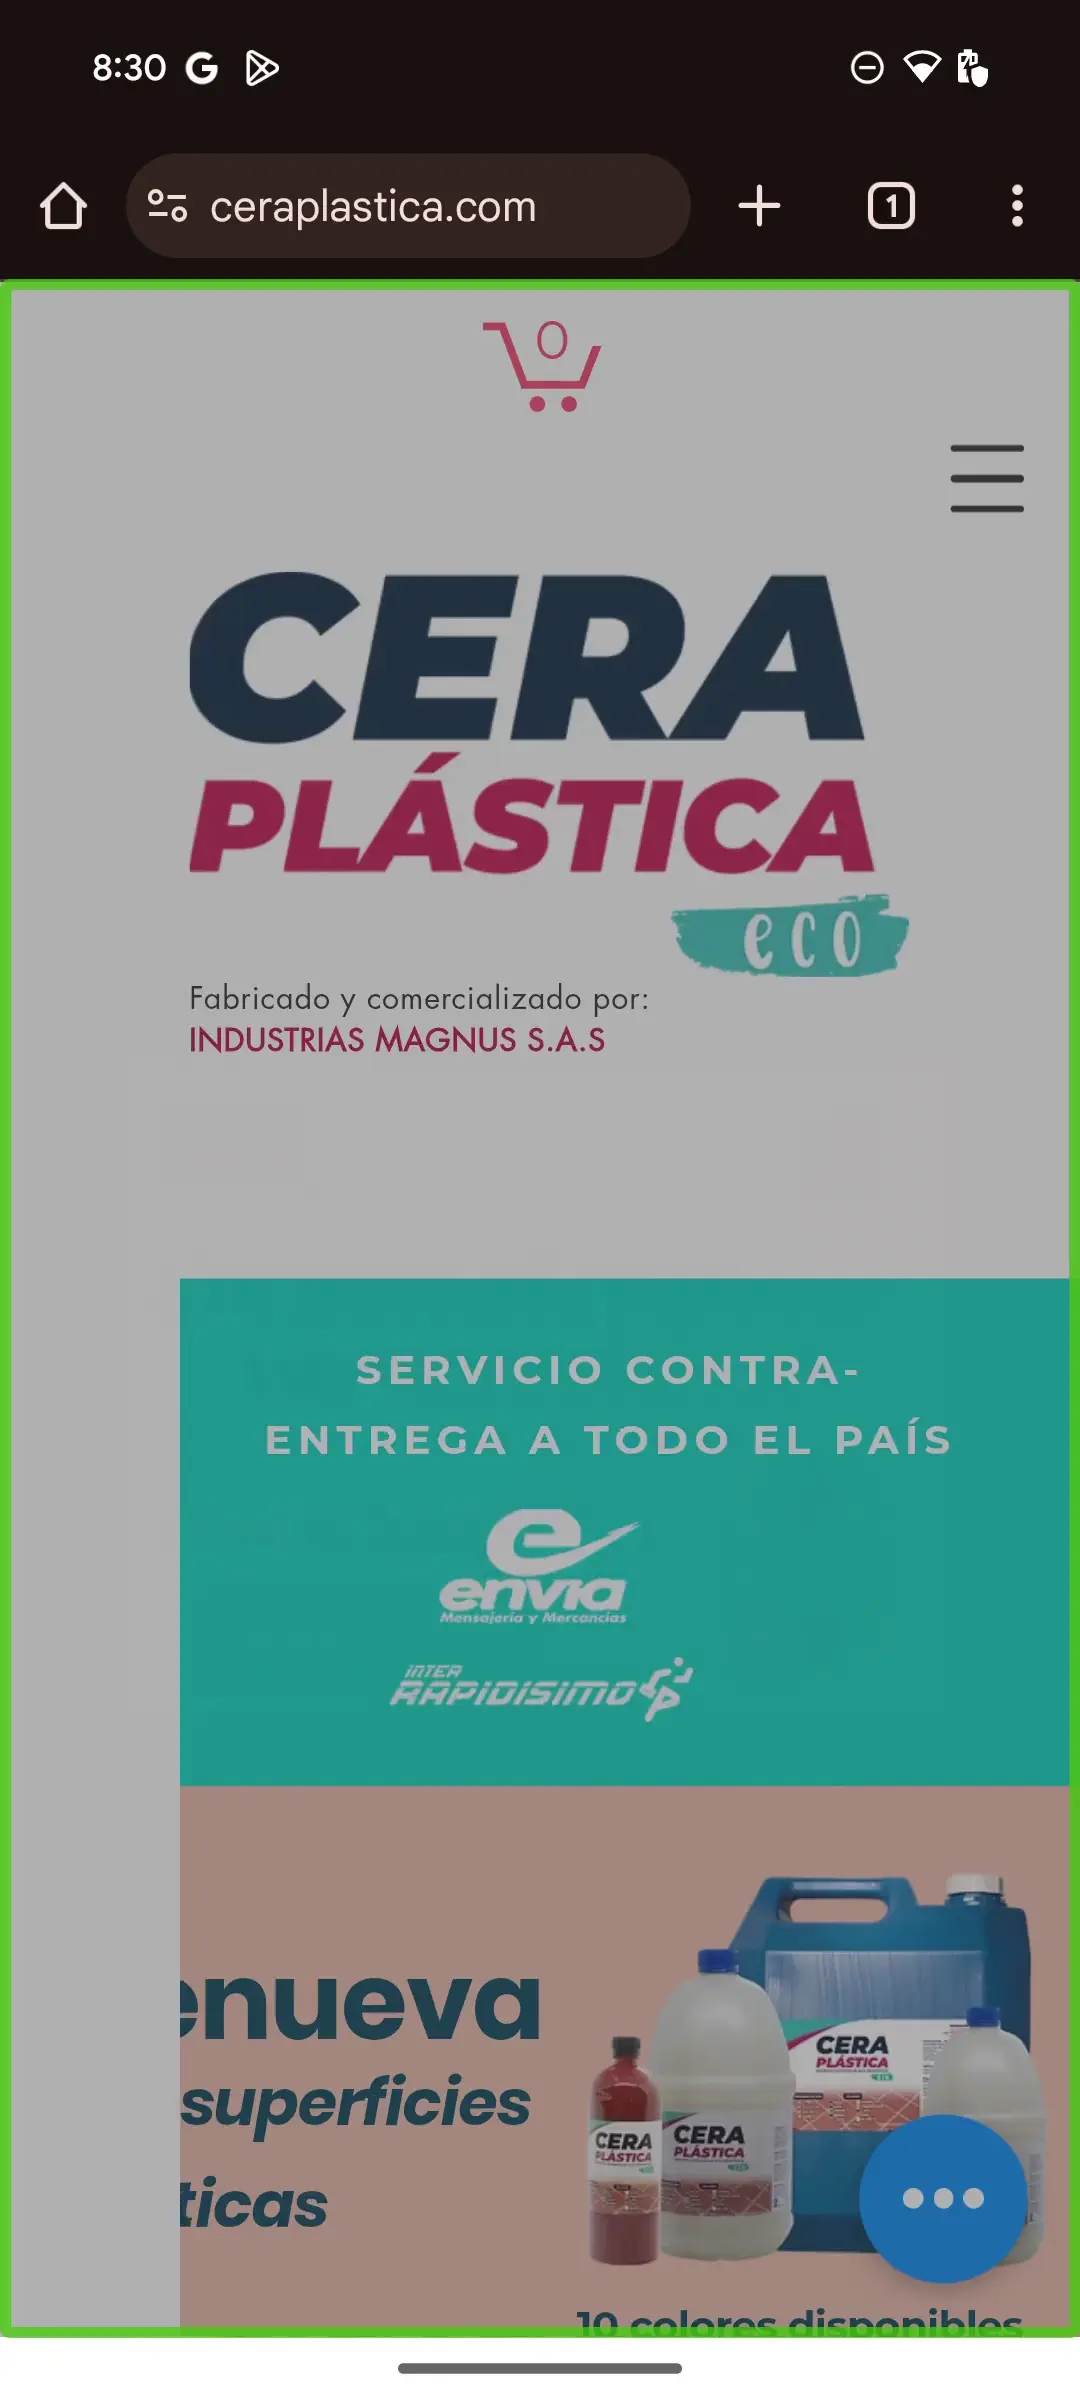 8:30
ceraplastica.com
1
0
CERA
PLÁSTICA
eco
Fabricado y comercializado por:
INDUSTRIAS MAGNUS S.A.S
SERVICIO CONTRA-
ENTREGA A TODO EL PAÍS
envia
Mensajería y Mercancías
INTER
RAPIDISIMO
enueva
superficies
ticas
CERA
PLÁSTICA
CERA
PLÁSTICA
CERA
PLÁSTICA
10 colores disponibles